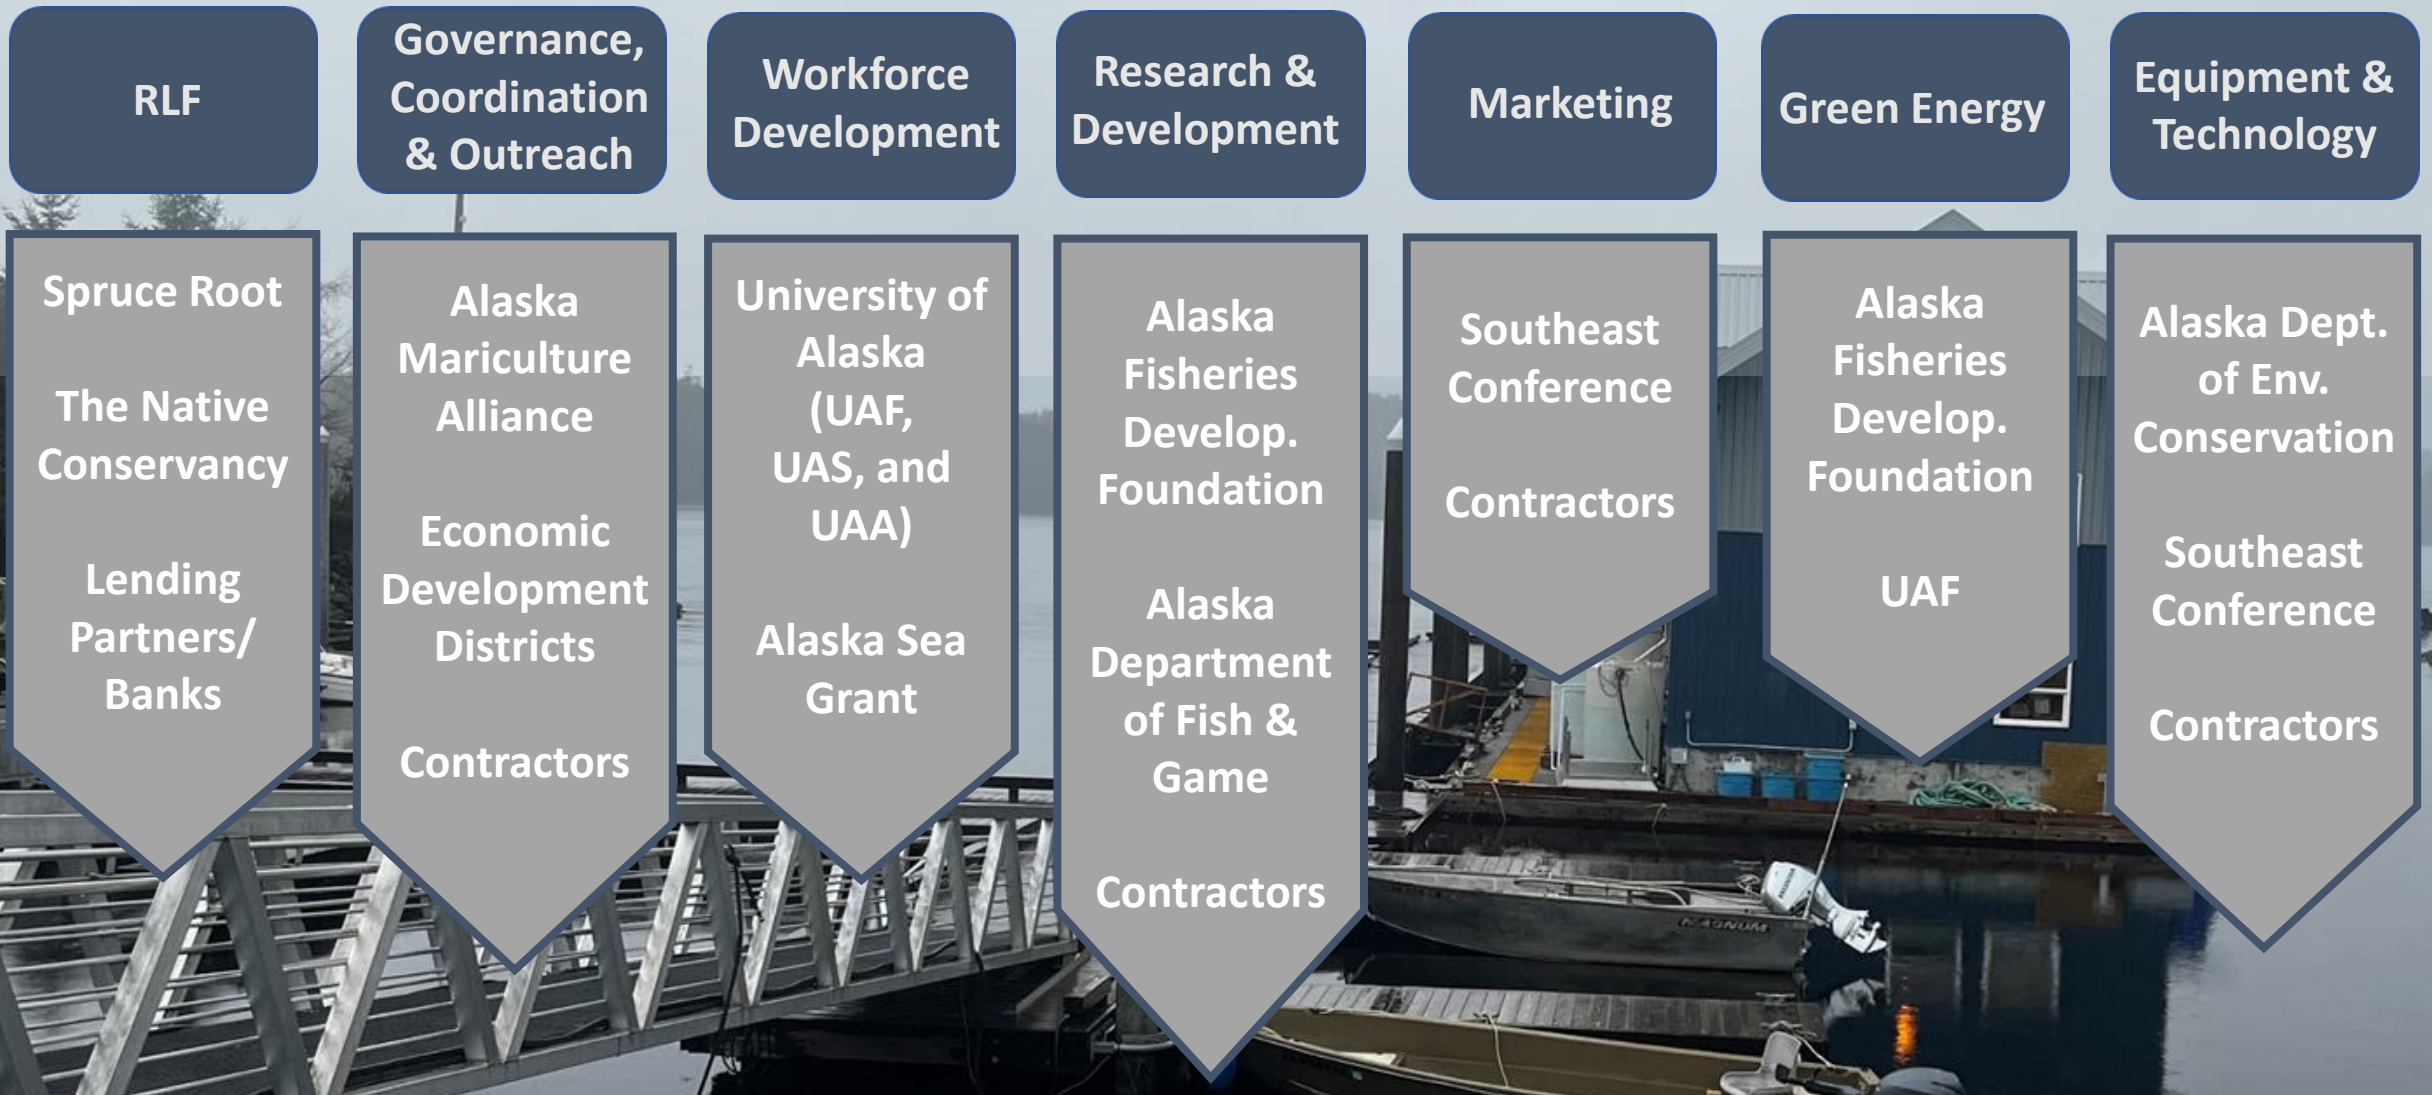 RLF
Governance,
Coordination
& Outreach
Workforce
Development
Research &
Development
Marketing
Green Energy
Equipment &
Technology
Spruce Root
The Native
Conservancy
Lending
Partners/
Banks
Alaska
Mariculture
Alliance
Economic
Development
Districts
Contractors
University of
Alaska
(UAF,
UAS, and
UAA)
Alaska Sea
Grant
Alaska
Fisheries
Develop.
Foundation
Alaska
Department
of Fish &
Game
Contractors
Southeast
Conference
Contractors
Alaska
Fisheries
Develop.
Foundation
UAF
Alaska Dept.
of Env.
Conservation
Southeast
Conference
Contractors
MAGNUM
HONDA